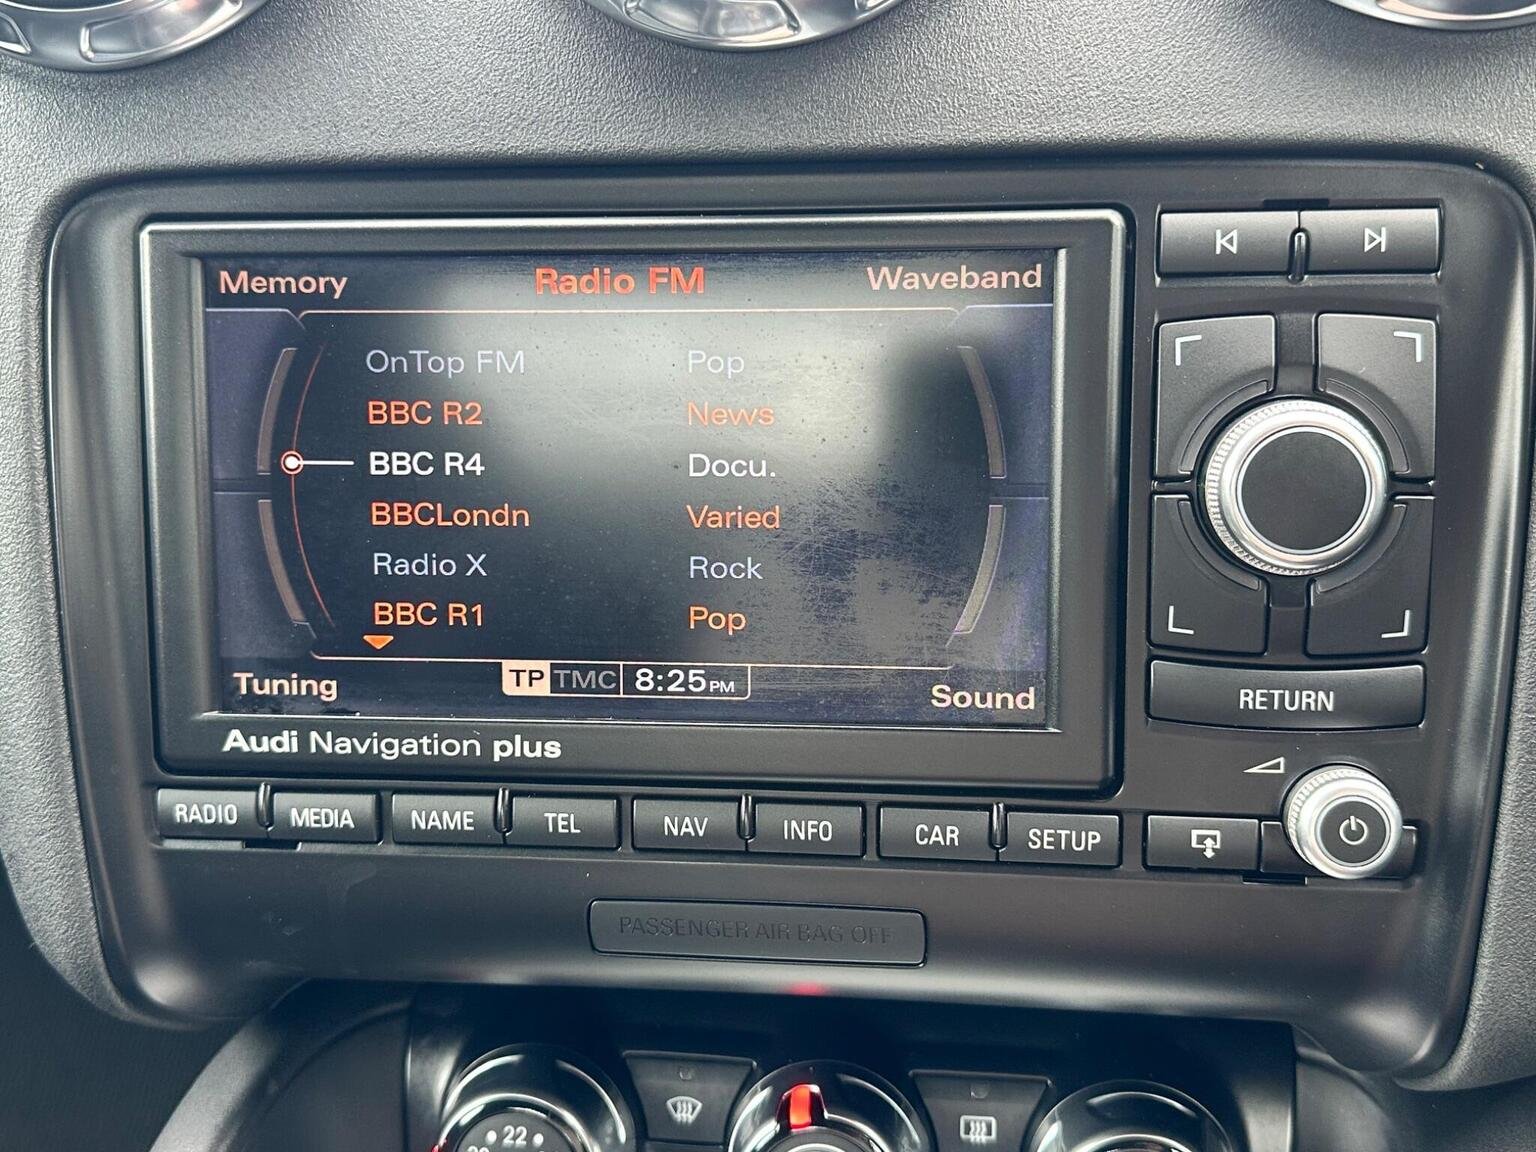 Memory Radio FM Waveband
OnTop FM Pop
BBC R2 News
BBC R4 Docu.
BBCLondn Varied
Radio X Rock
BBC R1 Pop
Tuning TP TMC 8:25PM Sound
Audi Navigation plus
RETURN
RADIO MEDIA NAME TEL NAV INFO CAR SETUP
PASSENGER AIR BAG OFF
22